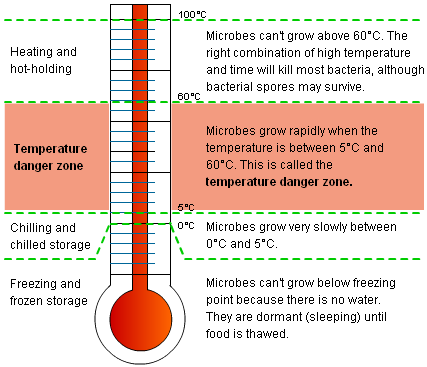 100°C
Heating and
hot-holding
Microbes can't grow above 60°C. The
right combination of high temperature
and time will kill most bacteria, although
bacterial spores may survive.
60°C
Temperature
danger zone
Microbes grow rapidly when the
temperature is between 5°C and
60°C. This is called the
temperature danger zone.
5°C
0°C
Chilling and
chilled storage
Microbes grow very slowly between
0°C and 5°C.
Freezing and
frozen storage
Microbes can't grow below freezing
point because there is no water.
They are dormant (sleeping) until
food is thawed.